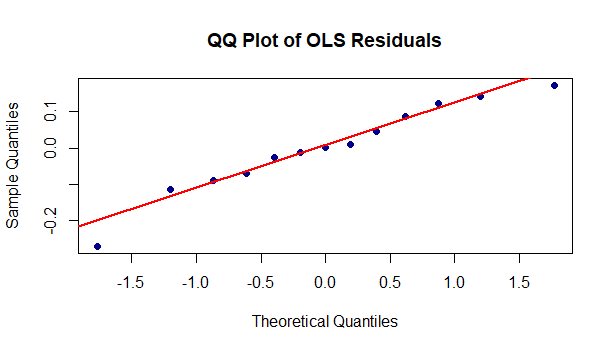 QQ Plot of OLS Residuals
Sample Quantiles
0.1
0.0
-0.2
-1.5 -1.0 -0.5 0.0 0.5 1.0 1.5
Theoretical Quantiles